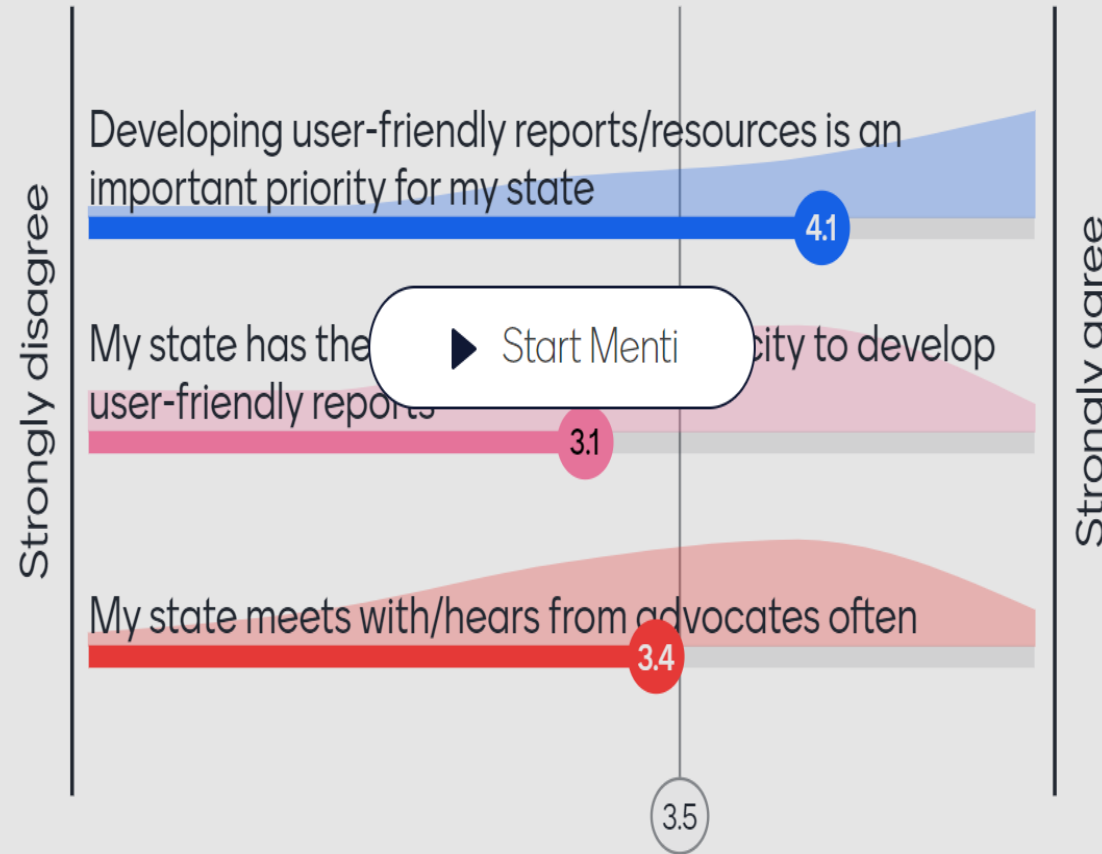 Strongly disagree
Developing user-friendly reports/resources is an
important priority for my state
4.1
My state has the
Start Menti
city to develop
user-friendly reports
3.1
My state meets with/hears from advocates often
3.4
3.5
Strongly agree